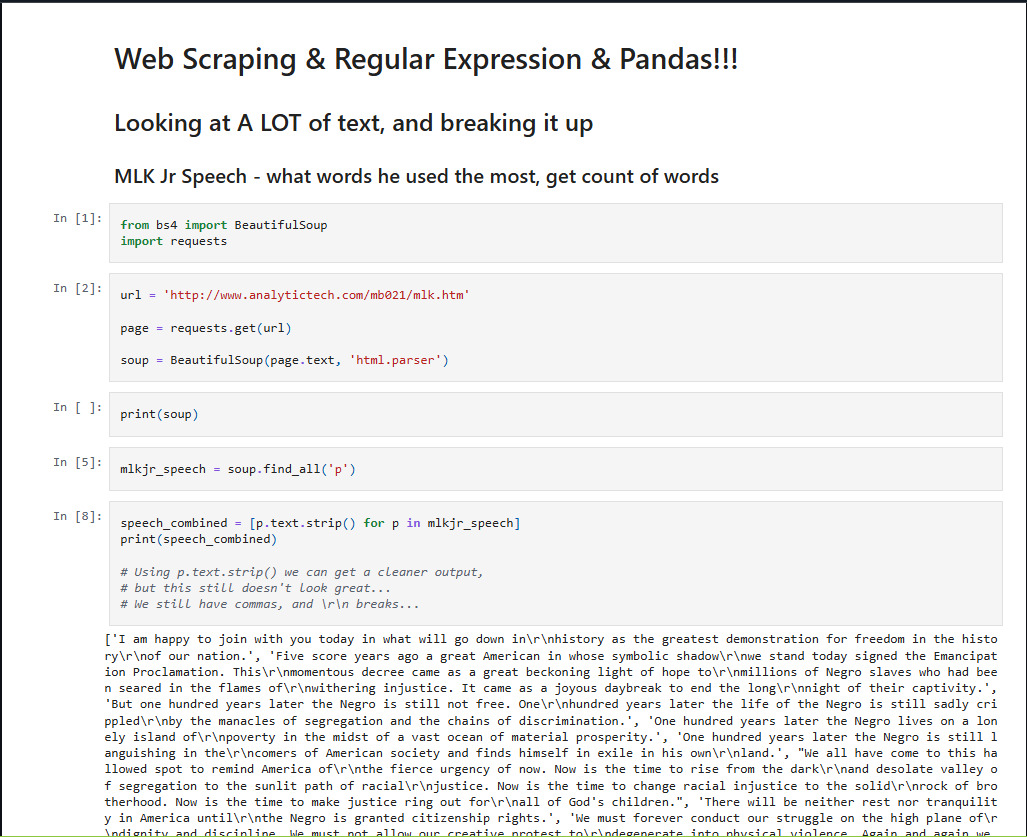 Web Scraping & Regular Expression & Pandas!!!
Looking at A LOT of text, and breaking it up
MLK Jr Speech - what words he used the most, get count of words
In [1]:
from bs4 import BeautifulSoup
import requests
In [2]:
url = 'http://www.analytictech.com/mb021/mlk.htm'
page = requests.get(url)
soup = BeautifulSoup(page.text, 'html.parser')
In [ ]:
print(soup)
In [5]:
mlkjr_speech = soup.find_all('p')
In [8]:
speech_combined = [p.text.strip() for p in mlkjr_speech]
print(speech_combined)
# Using p.text.strip() we can get a cleaner output,
# but this still doesn't look great...
# We still have commas, and \r\n breaks...
['I am happy to join with you today in what will go down in\r\nhistory as the greatest demonstration for freedom in the histo
ry\r\nof our nation.', 'Five score years ago a great American in whose symbolic shadow\r\nwe stand today signed the Emancipat
ion Proclamation. This\r\nmomentous decree came as a great beckoning light of hope to\r\nmillions of Negro slaves who had bee
n seared in the flames of\r\nwithering injustice. It came as a joyous daybreak to end the long\r\nnight of their captivity.',
'But one hundred years later the Negro is still not free. One\r\nhundred years later the life of the Negro is still sadly cri
ppled\r\nby the manacles of segregation and the chains of discrimination.', 'One hundred years later the Negro lives on a lon
ely island of\r\npoverty in the midst of a vast ocean of material prosperity.', 'One hundred years later the Negro is still l
anguishing in the\r\ncomers of American society and finds himself in exile in his own\r\nland.', "We all have come to this ha
llowed spot to remind America of\r\nthe fierce urgency of now. Now is the time to rise from the dark\r\nand desolate valley o
f segregation to the sunlit path of racial\r\njustice. Now is the time to change racial injustice to the solid\r\nrock of bro
therhood. Now is the time to make justice ring out for\r\nall of God's children.", 'There will be neither rest nor tranquilit
y in America until\r\nthe Negro is granted citizenship rights.', 'We must forever conduct our struggle on the high plane of\r
\ndignity and discipline. We must not allow our creative protest to\r\ndegenerate into physical violence. Again and again we